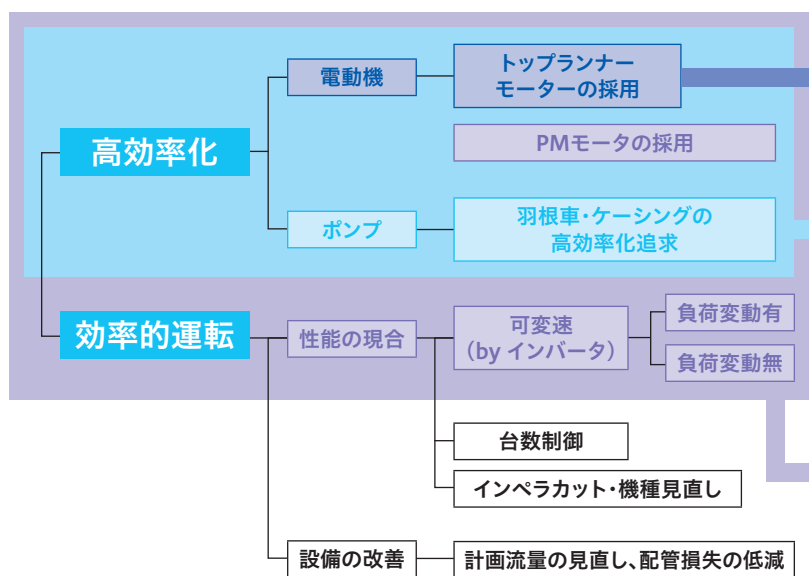 電動機
トップランナー
モーターの採用
高効率化
PMモータの採用
ポンプ
羽根車・ケーシングの
高効率化追求
効率的運転
性能の現合
可変速
（by インバータ）
負荷変動有
負荷変動無
台数制御
インペラカット・機種見直し
設備の改善
計画流量の見直し、配管損失の低減